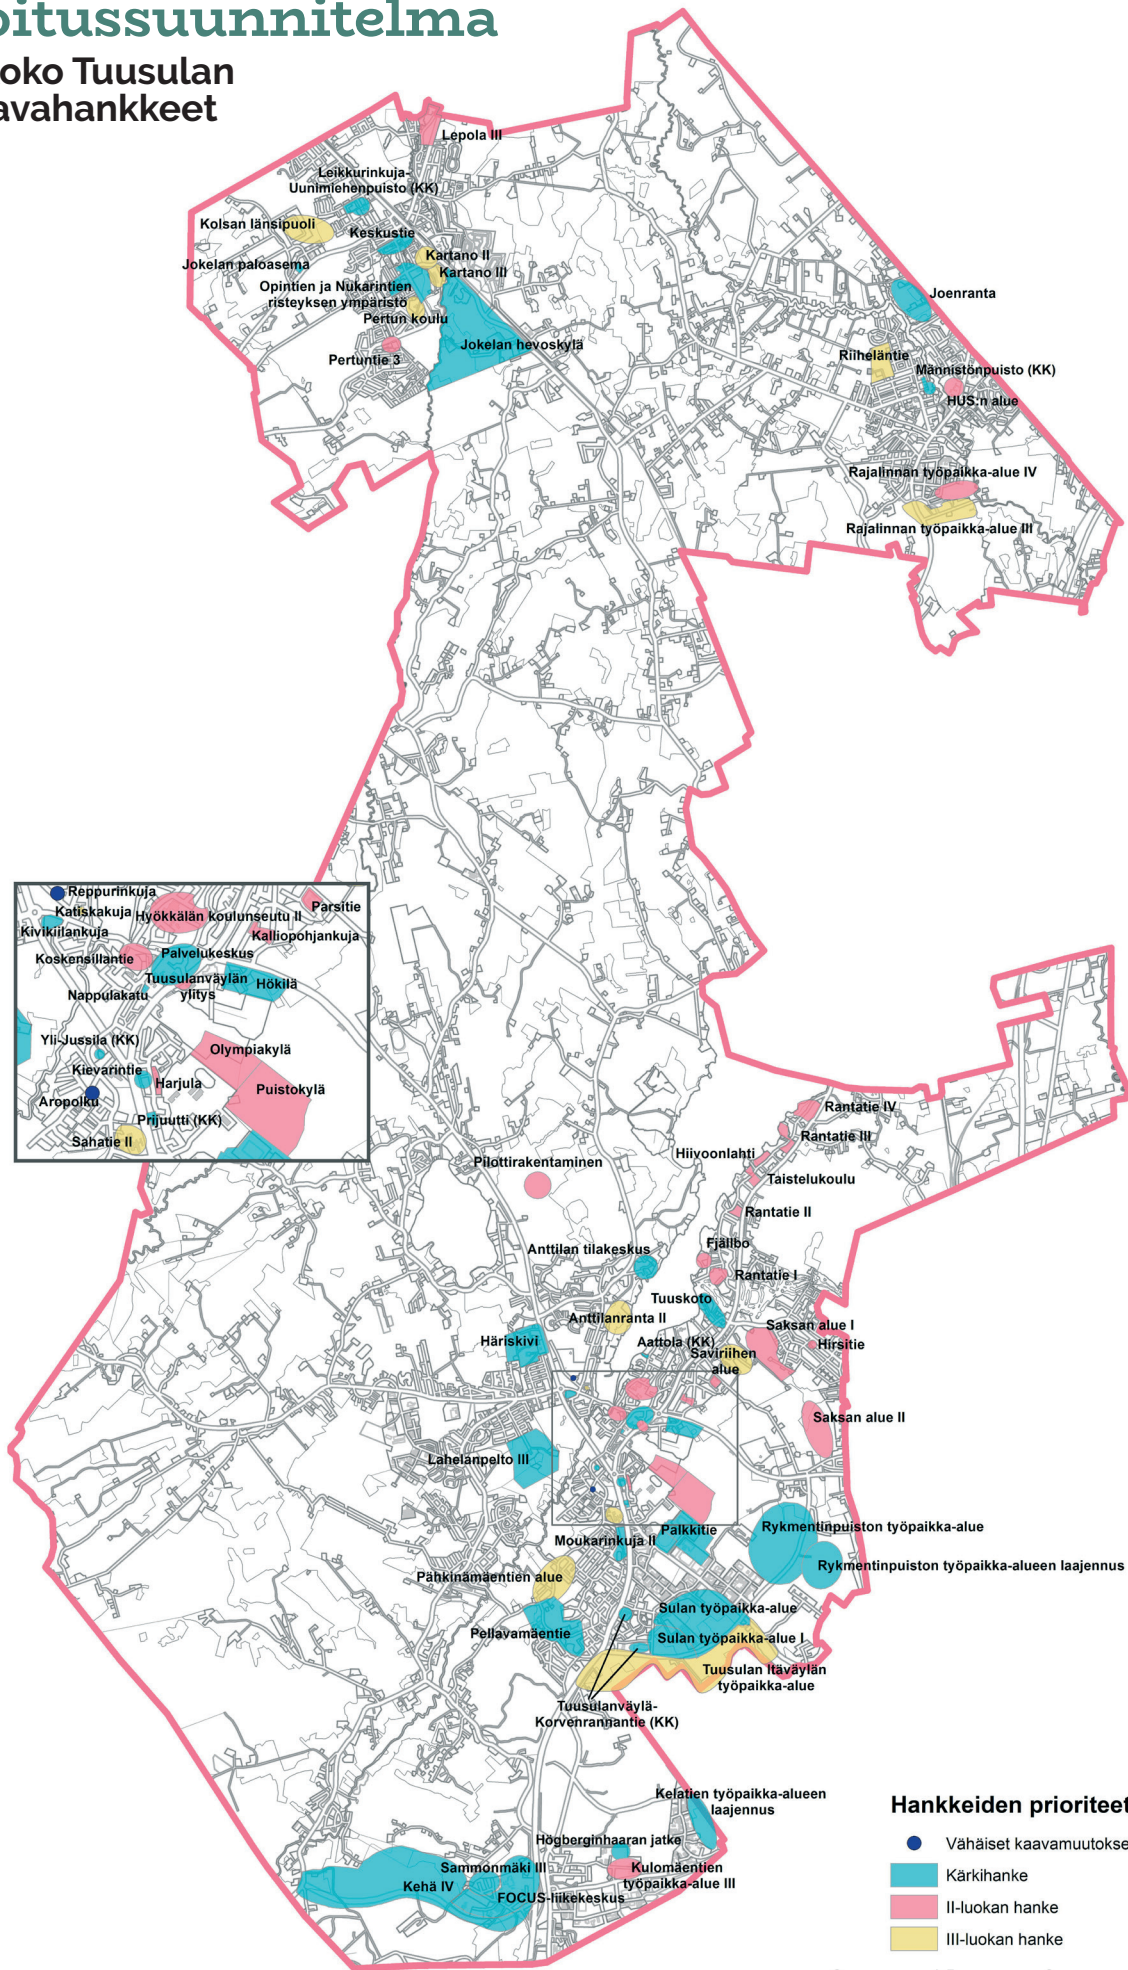 oitussuunnitelma
oko Tuusulan
avahankkeet
Lepola III
Leikkurinkuja-
Uunimiehenpuisto (KK)
Kolsan länsipuoli
Keskustie
Jokelan paloasema
Kartano II
Kartano III
Opintien ja Nukarintien
risteyksen ympäristö
Pertun koulu
Pertuntie 3
Jokelan hevoskylä
Joenranta
Riiheläntie
Männistönpuisto (KK)
HUS:n alue
Rajalinnan työpaikka-alue IV
Rajalinnan työpaikka-alue III
Reppurinkuja
Katiskakuja
Hyökkälän koulunseutu II
Parsitie
Kivikiilankuja
Kalliopohjankuja
Koskensillantie
Palvelukeskus
Tuusulanväylän
ylitys
Hökilä
Nappulakatu
Yli-Jussila (KK)
Olympiakylä
Kievarintie
Harjula
Puistokylä
Aropolku
Prijuutti (KK)
Sahatie II
Rantatie IV
Rantatie III
Hiivoonlahti
Pilottirakentaminen
Taistelukoulu
Rantatie II
Fjällbo
Anttilan tilakeskus
Rantatie I
Tuuskoto
Anttilanranta II
Saksan alue I
Häriskivi
Aattola (KK)
Hirsitie
Saviriihen
alue
Saksan alue II
Lahelanpelto III
Palkkitie
Rykmentinpuiston työpaikka-alue
Moukarinkuja II
Rykmentinpuiston työpaikka-alueen laajennus
Pähkinämäentien alue
Sulan työpaikka-alue
Pellavamäentie
Sulan työpaikka-alue I
Tuusulan Itäväylän
työpaikka-alue
Tuusulanväylä-
Korvenrannantie (KK)
Kelatien työpaikka-alueen
laajennus
Högberginhaaran jatke
Sammonmäki III
Kulomäentien
työpaikka-alue III
Kehä IV
FOCUS-liikekeskus
Hankkeiden prioriteet
Vähäiset kaavamuutokse
Kärkihanke
II-luokan hanke
III-luokan hanke